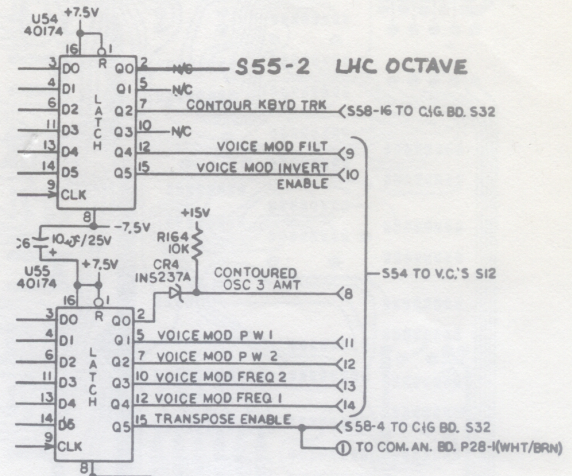 +7.5V
U54
40174
16 1
R
3 D0 Q0 2 N/C S55-2 LHC OCTAVE
4 D1 Q1 5 N/C
6 D2 Q2 7 CONTOUR KBYD TRK S58-16 TO C/G BD. S32
11 D3 Q3 10 N/C
13 D4 Q4 12 VOICE MOD FILT 9
14 D5 Q5 15 VOICE MOD INVERT 10
ENABLE
LATCH
9 CLK
8 -7.5V
C6 10µF/25V
+
+15V
R164
10K
CR4
1N5237A
CONTOURED
OSC 3 AMT 8
S54 TO V.C.'S S12
U55
40174
+7.5V
16 1
R
3 D0 Q0 2
4 D1 Q1 5 VOICE MOD P W 1 11
6 D2 Q2 7 VOICE MOD P W 2 12
11 D3 Q3 10 VOICE MOD FREQ 2 13
13 D4 Q4 12 VOICE MOD FREQ 1 14
14 D5 Q5 15 TRANSPOSE ENABLE S58-4 TO C/G BD. S32
LATCH
9 CLK
1 TO COM. AN. BD. P28-1(WHT/BRN)
8